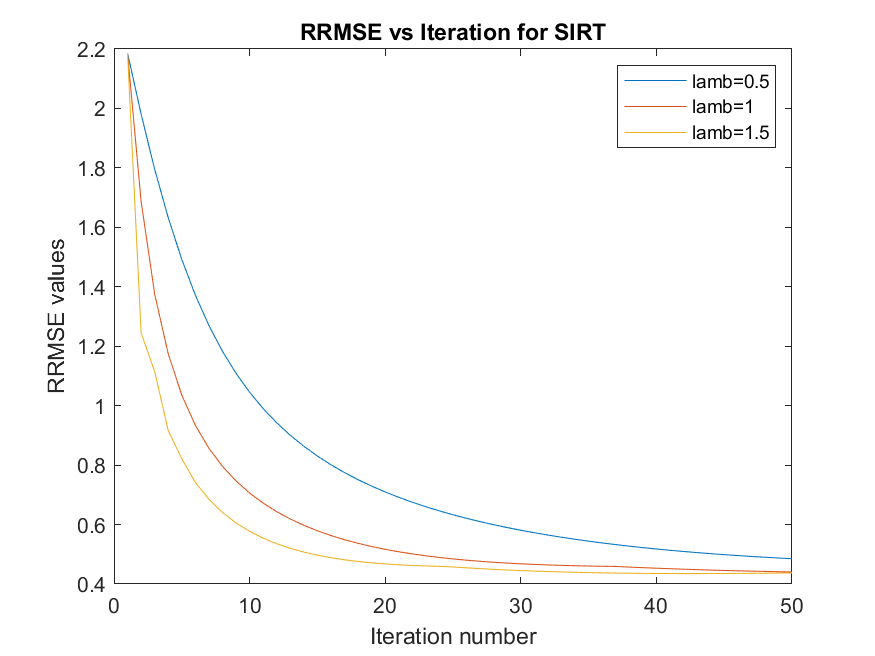 RRMSE vs Iteration for SIRT
lamb=0.5
lamb=1
lamb=1.5
RRMSE values
2.2
2
1.8
1.6
1.4
1.2
1
0.8
0.6
0.4
0 10 20 30 40 50
Iteration number